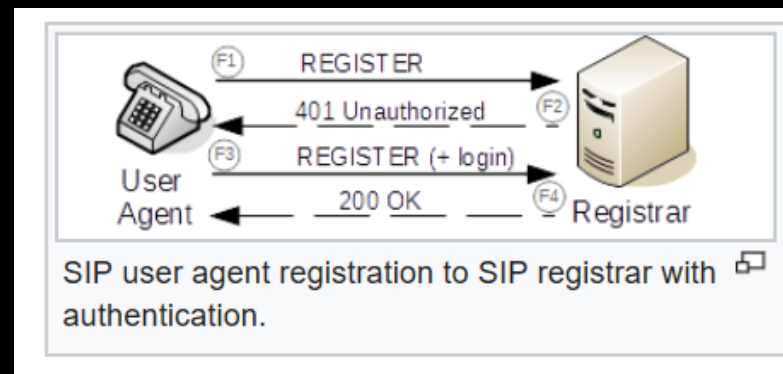 F1 REGISTER
401 Unauthorized F2
F3 REGISTER (+ login)
200 OK F4
User
Agent
Registrar
SIP user agent registration to SIP registrar with
authentication.